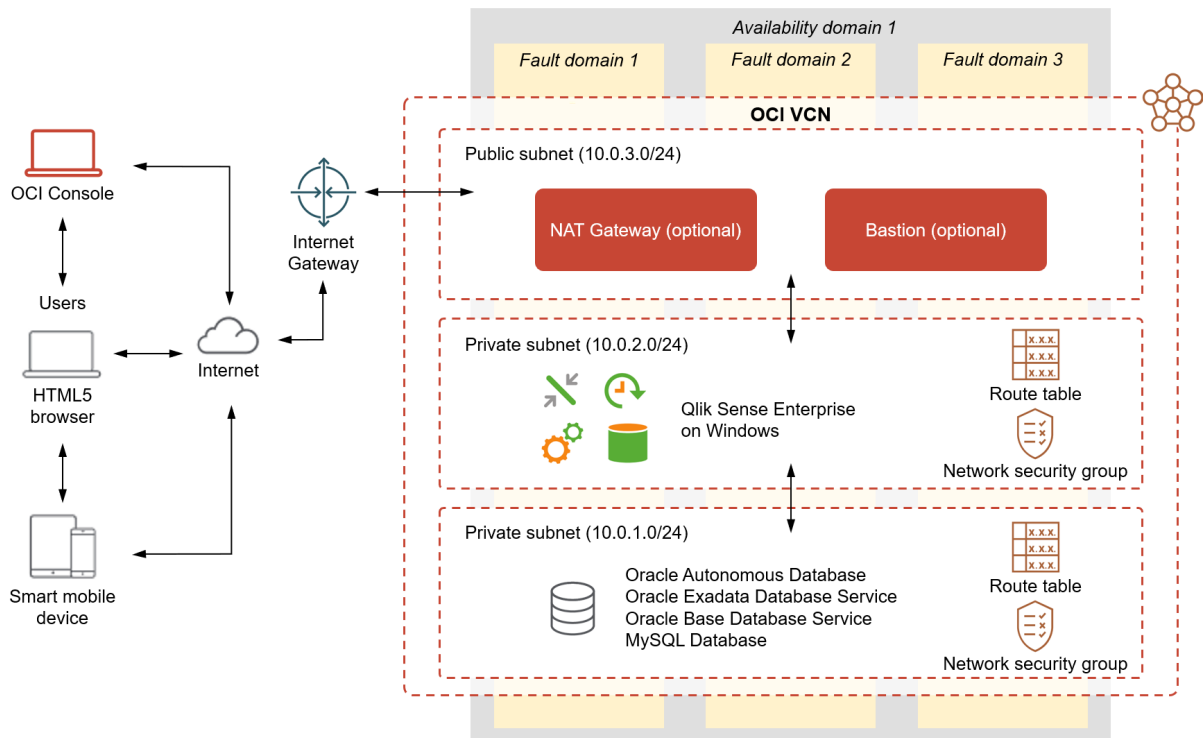 Availability domain 1
Fault domain 1
Fault domain 2
Fault domain 3
OCI VCN
Public subnet (10.0.3.0/24)
NAT Gateway (optional)
Bastion (optional)
OCI Console
Users
HTML5
browser
Smart mobile
device
Internet
Internet
Gateway
Private subnet (10.0.2.0/24)
Qlik Sense Enterprise
on Windows
x.x.x.
x.x.x.
x.x.x.
Route table
Network security group
Private subnet (10.0.1.0/24)
Oracle Autonomous Database
Oracle Exadata Database Service
Oracle Base Database Service
MySQL Database
x.x.x.
x.x.x.
x.x.x.
Route table
Network security group